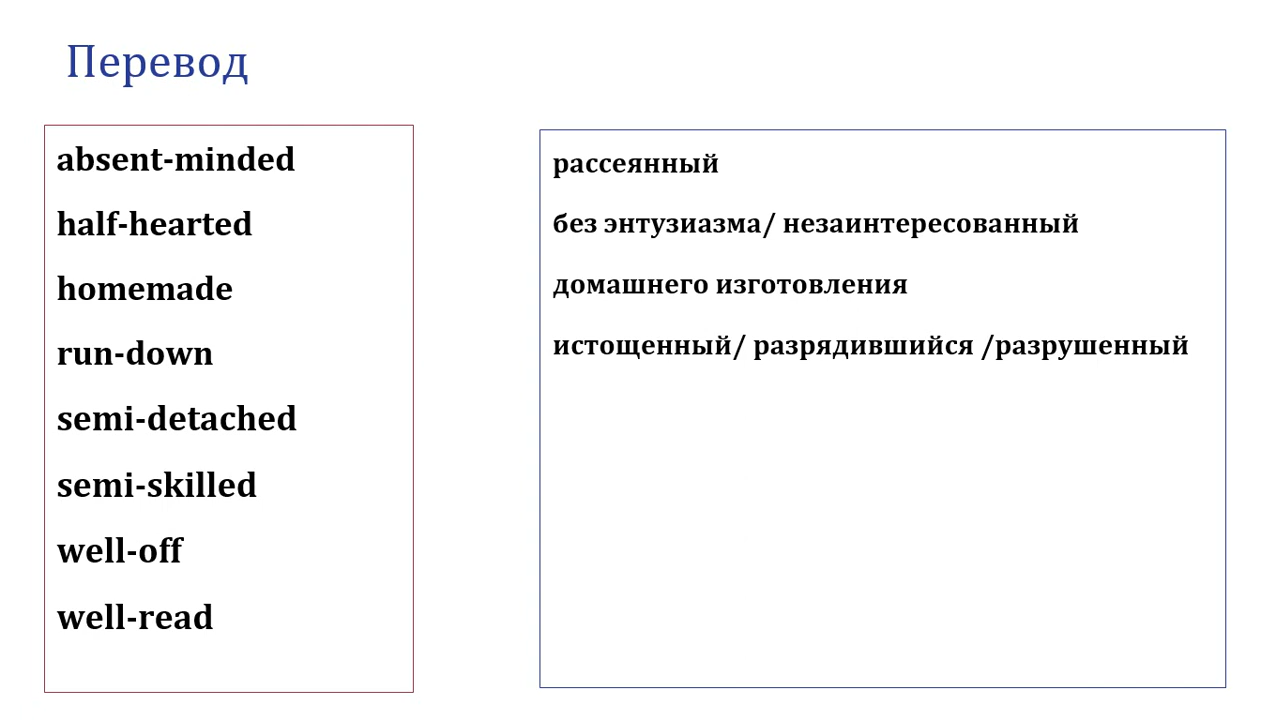 Перевод
absent-minded
half-hearted
homemade
run-down
semi-detached
semi-skilled
well-off
well-read
рассеянный
без энтузиазма/ незаинтересованный
домашнего изготовления
истощенный/ разрядившийся /разрушенный